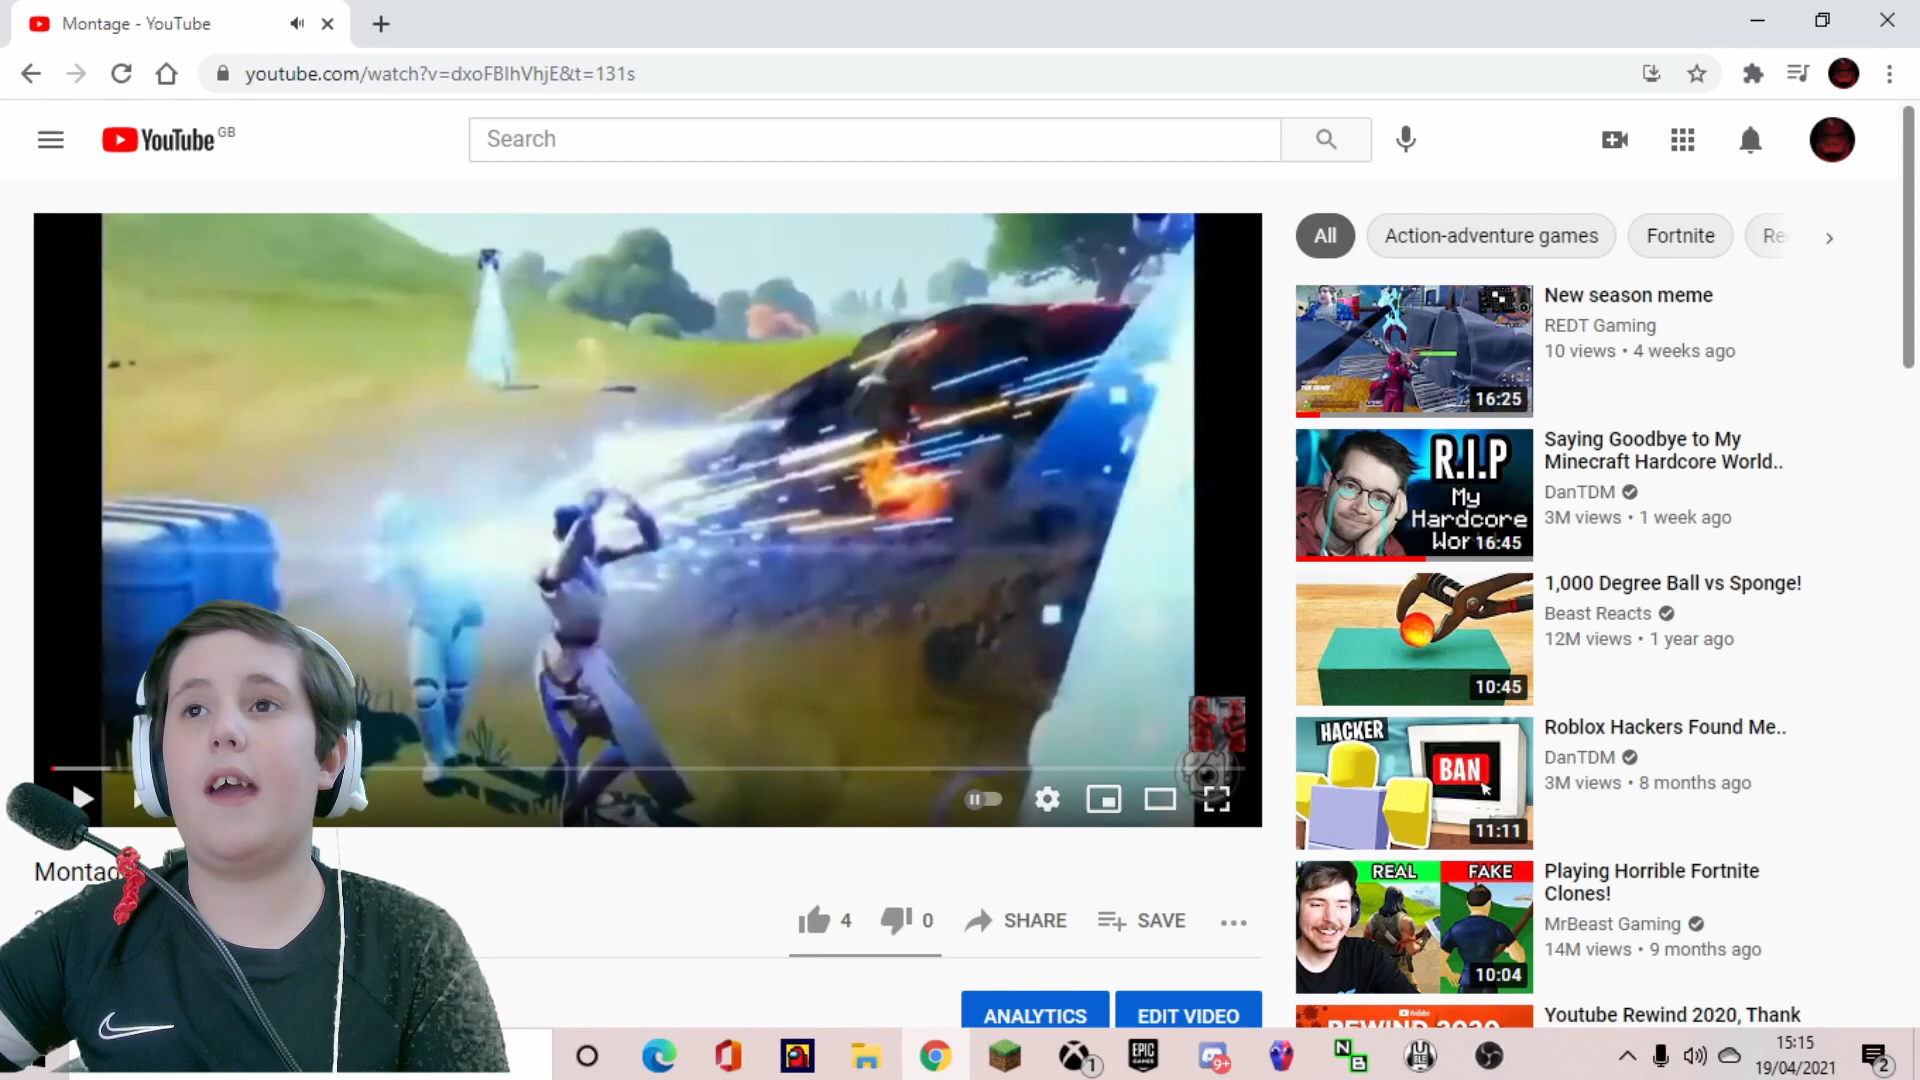 Montage - YouTube
youtube.com/watch?v=dxoFBIhVhjE&t=131s
YouTube GB
Search
All
Action-adventure games
Fortnite
New season meme
REDT Gaming
10 views • 4 weeks ago
16:25
R.I.P
My
Hardcore
16:45
Saying Goodbye to My
Minecraft Hardcore World..
DanTDM
3M views • 1 week ago
1,000 Degree Ball vs Sponge!
Beast Reacts
12M views • 1 year ago
10:45
HACKER
BAN
11:11
Roblox Hackers Found Me..
DanTDM
3M views • 8 months ago
REAL
FAKE
10:04
Playing Horrible Fortnite
Clones!
MrBeast Gaming
14M views • 9 months ago
Youtube Rewind 2020, Thank
4
0
SHARE
SAVE
ANALYTICS
EDIT VIDEO
1
EPIC
GAMES
9+
N
B
15:15
19/04/2021
2